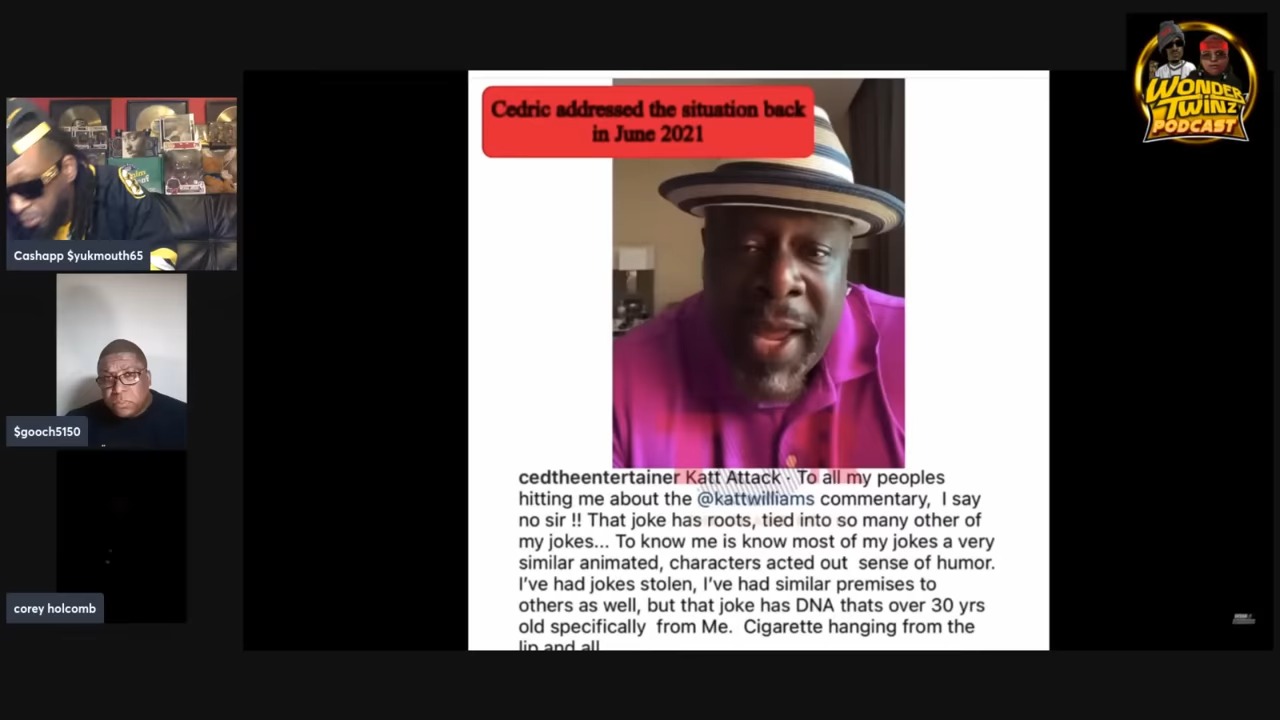 WONDER
TWINZ
PODCAST
Cedric addressed the situation back
in June 2021
Cashapp $yukmouth65
$gooch5150
corey holcomb
cedtheentertainer Katt Attack - To all my peoples
hitting me about the @kattwilliams commentary, I say
no sir !! That joke has roots, tied into so many other of
my jokes... To know me is know most of my jokes a very
similar animated, characters acted out sense of humor.
I've had jokes stolen, I've had similar premises to
others as well, but that joke has DNA thats over 30 yrs
old specifically from Me. Cigarette hanging from the
lip and all